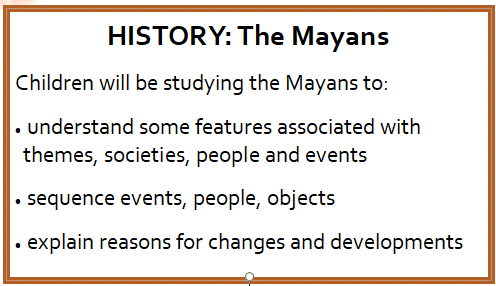 HISTORY: The Mayans
Children will be studying the Mayans to:
• understand some features associated with
themes, societies, people and events
• sequence events, people, objects
• explain reasons for changes and developments